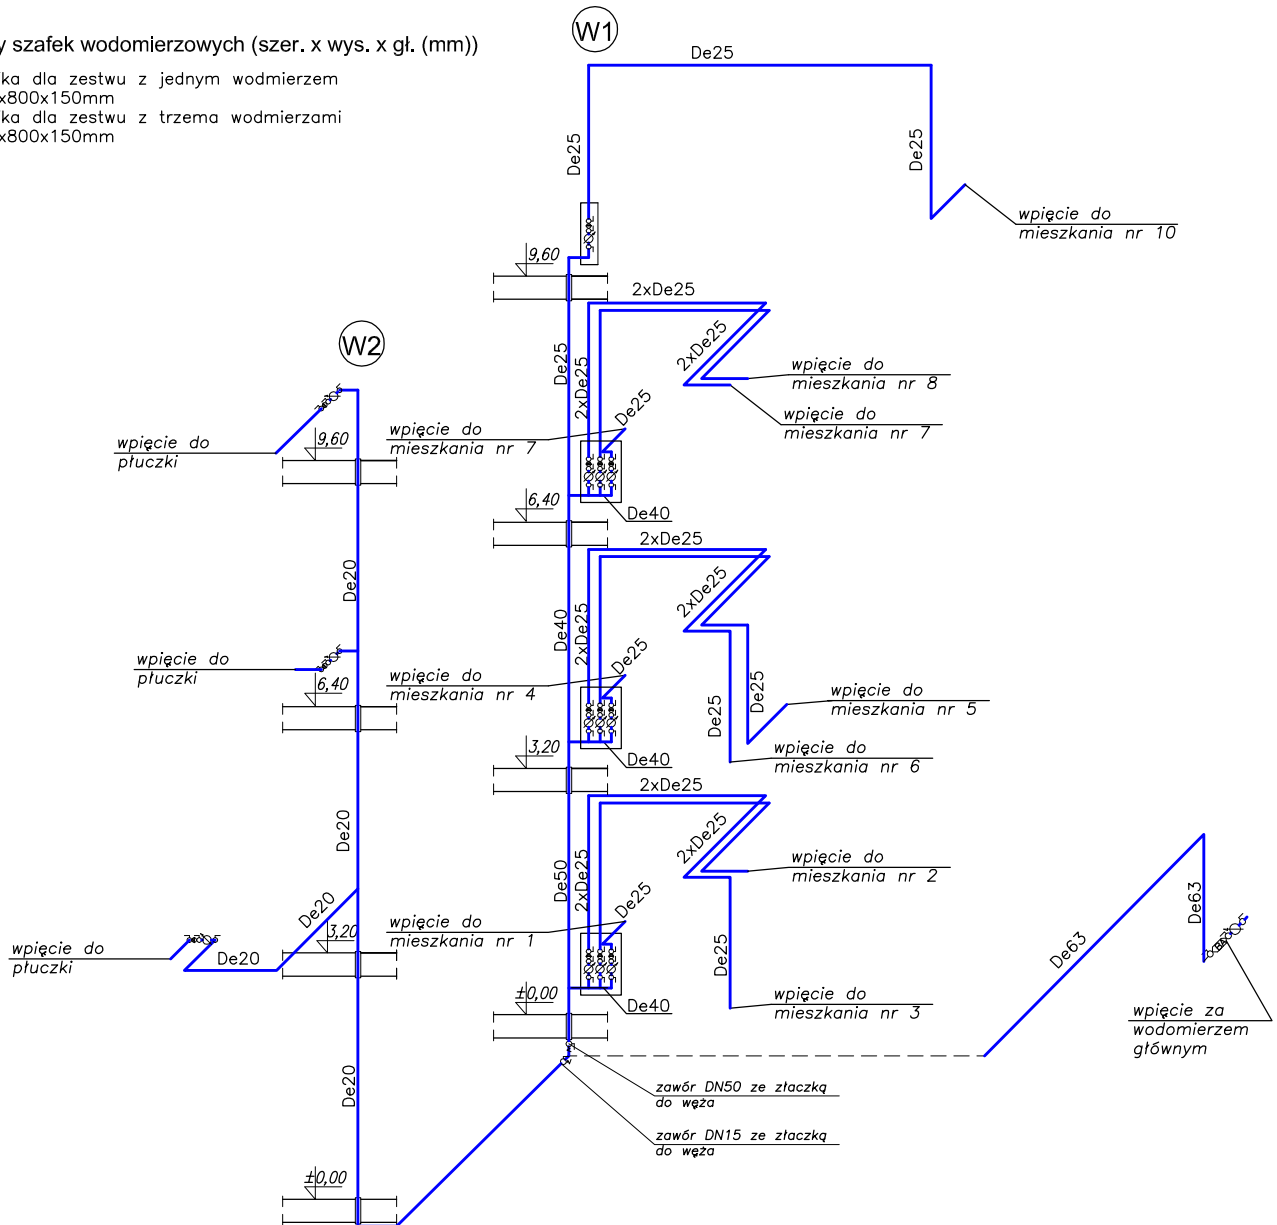 W1
y szafek wodomierzowych (szer. x wys. x gł. (mm))
ka dla zestwu z jednym wodmierzem
x800x150mm
ka dla zestwu z trzema wodmierzami
x800x150mm
De25
De25
De25
wpięcie do
mieszkania nr 10
9,60
2xDe25
W2
De25
2xDe25
2xDe25
wpięcie do
mieszkania nr 8
De25
wpięcie do
mieszkania nr 7
wpięcie do
mieszkania nr 7
wpięcie do
płuczki
9,60
6,40
De40
2xDe25
De20
De40
2xDe25
2xDe25
De25
wpięcie do
płuczki
6,40
wpięcie do
mieszkania nr 4
De25
De25
wpięcie do
mieszkania nr 5
3,20
De40
wpięcie do
mieszkania nr 6
2xDe25
De20
De50
2xDe25
2xDe25
wpięcie do
mieszkania nr 2
De20
De25
3,20
wpięcie do
mieszkania nr 1
De63
De63
wpięcie do
płuczki
De20
De25
±0,00
De40
wpięcie do
mieszkania nr 3
wpięcie za
wodomierzem
głównym
De20
zawór DN50 ze złaczką
do węża
zawór DN15 ze złaczką
do węża
±0,00